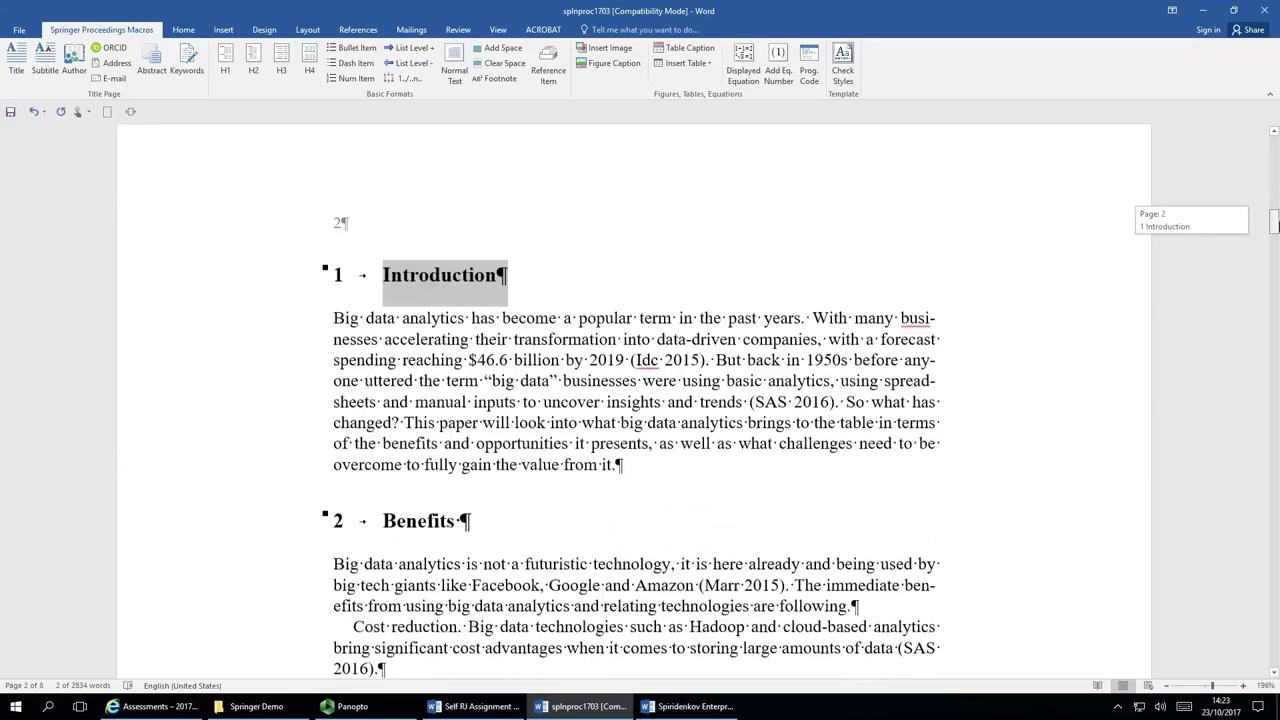 splnproc1703 [Compatibility Mode] - Word
File Springer Proceedings Macros Home Insert Design Layout References Mailings Review View ACROBAT Tell me what you want to do... Sign in Share
Title Subtitle Author ORCID Address E-mail Abstract Keywords H1 H2 H3 H4 Bullet Item Dash Item Num Item List Level+ List Level- 1../..n.. Normal Text Add Space Clear Space Footnote Reference Item Insert Image Figure Caption Table Caption Insert Table Displayed Equation Add Eq. Number Prog. Code Check Styles
Title Page Basic Formats Figures, Tables, Equations Template
2¶
Page: 2
1 Introduction
1 Introduction¶
Big data analytics has become a popular term in the past years. With many busi-
nesses accelerating their transformation into data-driven companies, with a forecast
spending reaching $46.6 billion by 2019 (Idc 2015). But back in 1950s before any-
one uttered the term “big data” businesses were using basic analytics, using spread-
sheets and manual inputs to uncover insights and trends (SAS 2016). So what has
changed? This paper will look into what big data analytics brings to the table in terms
of the benefits and opportunities it presents, as well as what challenges need to be
overcome to fully gain the value from it.¶
2 Benefits ¶
Big data analytics is not a futuristic technology, it is here already and being used by
big tech giants like Facebook, Google and Amazon (Marr 2015). The immediate ben-
efits from using big data analytics and relating technologies are following.¶
Cost reduction. Big data technologies such as Hadoop and cloud-based analytics
bring significant cost advantages when it comes to storing large amounts of data (SAS
2016).¶
Page 2 of 8 2 of 2834 words English (United States) 196%
Assessments – 2017... Springer Demo Panopto Self RJ Assignment ... splnproc1703 [Com... Spiridenkov Enterpr... 14:23
23/10/2017